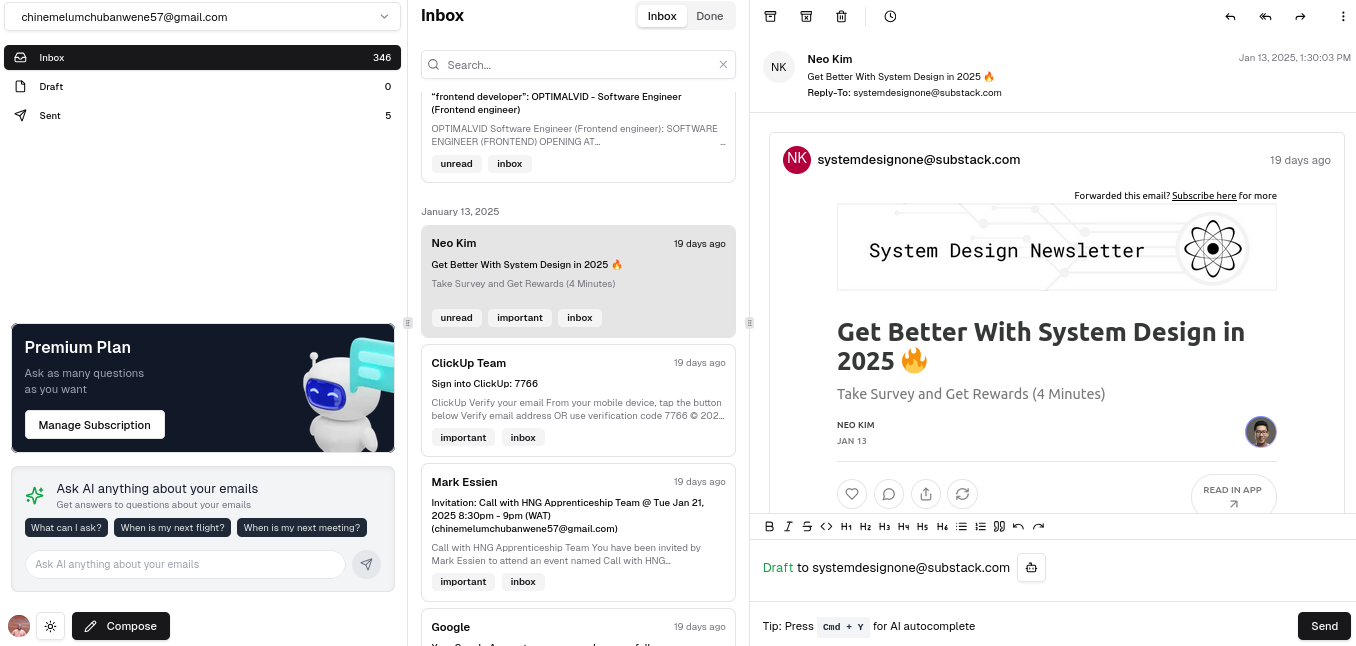 chinemelumchubanwene57@gmail.com
Inbox 346
Draft 0
Sent 5
Premium Plan
Ask as many questions
as you want
Manage Subscription
Ask AI anything about your emails
Get answers to questions about your emails
What can I ask? When is my next flight? When is my next meeting?
Ask AI anything about your emails
Compose
Inbox
Inbox Done
Search...
“frontend developer”: OPTIMALVID - Software Engineer
(Frontend engineer)
OPTIMALVID Software Engineer (Frontend engineer): SOFTWARE
ENGINEER (FRONTEND) OPENING AT... ...
unread inbox
January 13, 2025
Neo Kim 19 days ago
Get Better With System Design in 2025 🔥
Take Survey and Get Rewards (4 Minutes)
unread important inbox
ClickUp Team 19 days ago
Sign into ClickUp: 7766
ClickUp Verify your email From your mobile device, tap the button
below Verify email address OR use verification code 7766 © 202...
important inbox
Mark Essien 19 days ago
Invitation: Call with HNG Apprenticeship Team @ Tue Jan 21,
2025 8:30pm - 9pm (WAT)
(chinemelumchubanwene57@gmail.com)
Call with HNG Apprenticeship Team You have been invited by
Mark Essien to attend an event named Call with HNG...
important inbox
Google 19 days ago
NK
Neo Kim Jan 13, 2025, 1:30:03 PM
Get Better With System Design in 2025 🔥
Reply-To: systemdesignone@substack.com
NK systemdesignone@substack.com 19 days ago
Forwarded this email? Subscribe here for more
System Design Newsletter
Get Better With System Design in
2025 🔥
Take Survey and Get Rewards (4 Minutes)
NEO KIM
JAN 13
READ IN APP
B I S <> H1 H2 H3 H4 H5 H6
Draft to systemdesignone@substack.com
Tip: Press Cmd + Y for AI autocomplete
Send